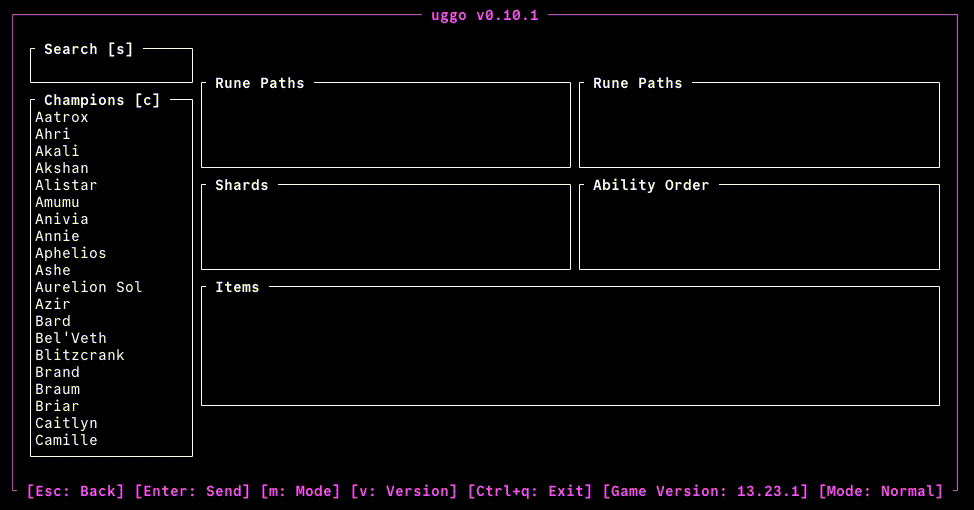 uggo v0.10.1
Search [s]
Champions [c]
Aatrox
Ahri
Akali
Akshan
Alistar
Amumu
Anivia
Annie
Aphelios
Ashe
Aurelion Sol
Azir
Bard
Bel'Veth
Blitzcrank
Brand
Braum
Briar
Caitlyn
Camille
Rune Paths
Rune Paths
Shards
Ability Order
Items
[Esc: Back] [Enter: Send] [m: Mode] [v: Version] [Ctrl+q: Exit] [Game Version: 13.23.1] [Mode: Normal]